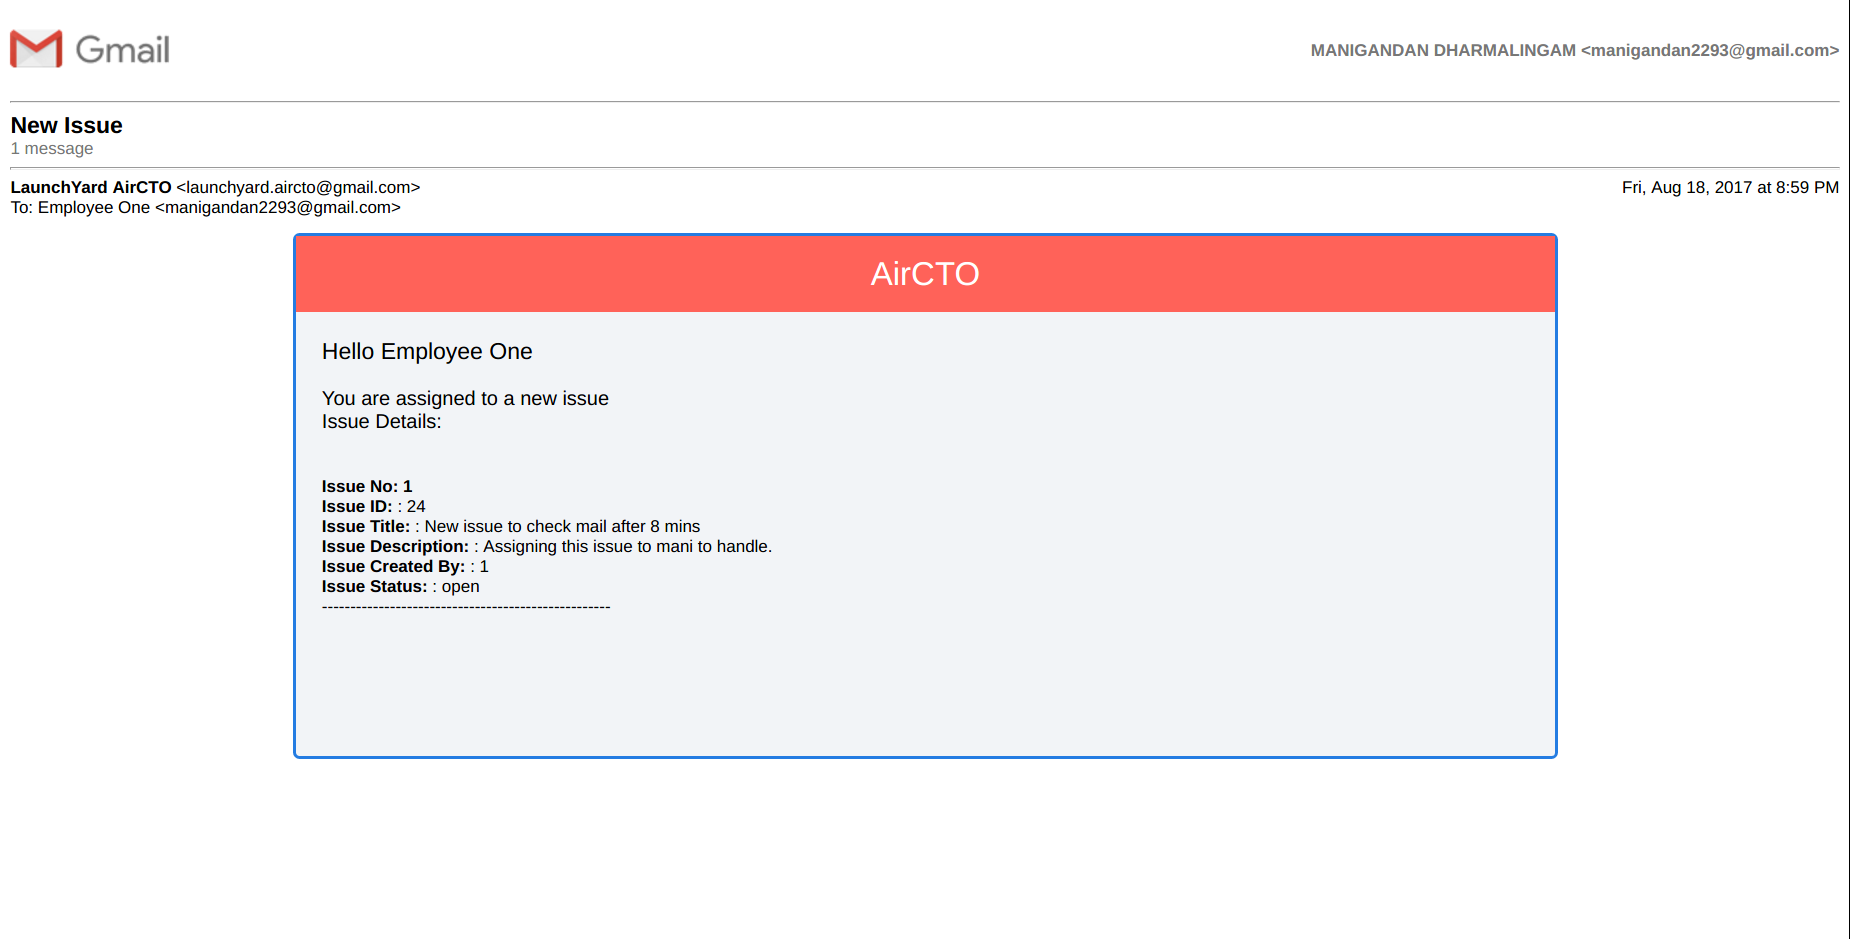 Gmail
MANIGANDAN DHARMALINGAM <manigandan2293@gmail.com>
New Issue
1 message
LaunchYard AirCTO <launchyard.aircto@gmail.com>
Fri, Aug 18, 2017 at 8:59 PM
To: Employee One <manigandan2293@gmail.com>
AirCTO
Hello Employee One
You are assigned to a new issue
Issue Details:
Issue No: 1
Issue ID: : 24
Issue Title: : New issue to check mail after 8 mins
Issue Description: : Assigning this issue to mani to handle.
Issue Created By: : 1
Issue Status: : open
---------------------------------------------------